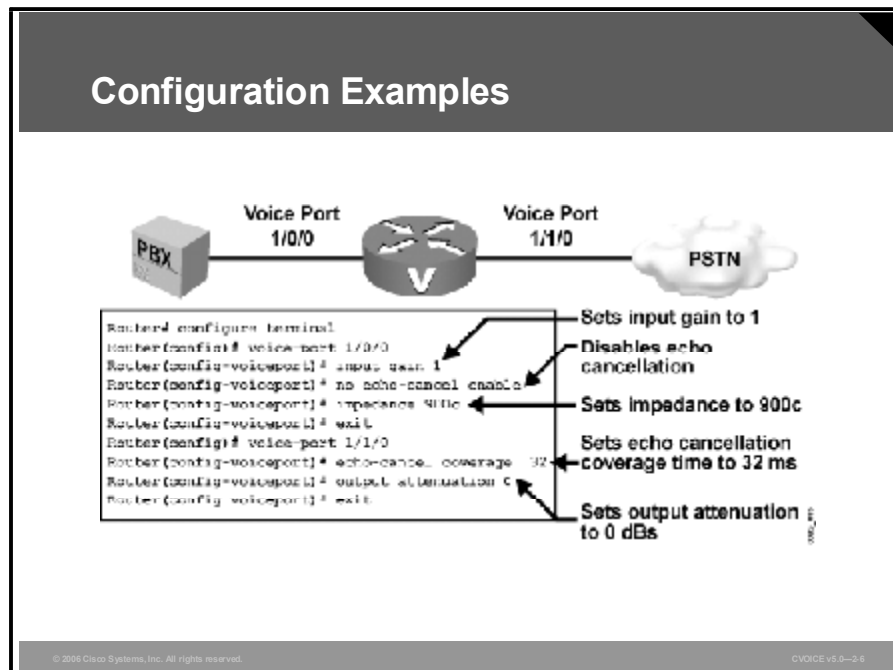 Configuration Examples
Voice Port
1/0/0
Voice Port
1/1/0
PBX
V
PSTN
Router# configure terminal
Router(config)# voice-port 1/0/0
Router(config-voiceport)# input gain 1
Router(config-voiceport)# no echo-cancel enable
Router(config-voiceport)# impedance 900c
Router(config-voiceport)# exit
Router(config)# voice-port 1/1/0
Router(config-voiceport)# echo-cancel coverage 32
Router(config-voiceport)# output attenuation 0
Router(config-voiceport)# exit
Sets input gain to 1
Disables echo
cancellation
Sets impedance to 900c
Sets echo cancellation
coverage time to 32 ms
Sets output attenuation
to 0 dBs
© 2006 Cisco Systems, Inc. All rights reserved.
CVOICE v5.0—2-6